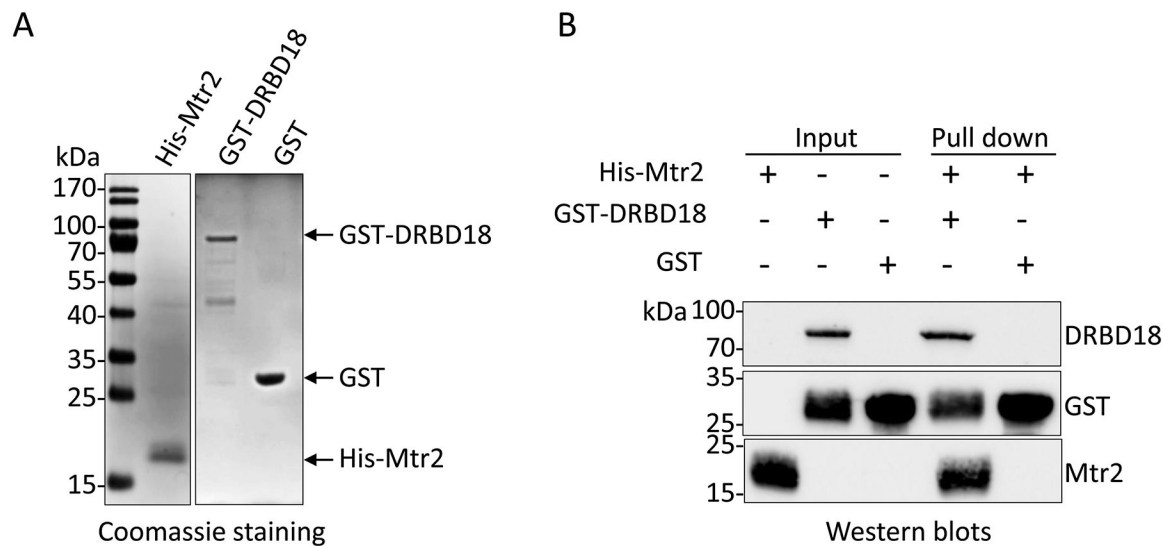 A
His-Mtr2
GST-DRBD18
GST
kDa
170-
100-
70-
55-
40-
35-
25-
15-
GST-DRBD18
GST
His-Mtr2
Coomassie staining
B
Input Pull down
His-Mtr2 + - - + +
GST-DRBD18 - + - + -
GST - - + - +
kDa 100-
70-
DRBD18
35-
25-
GST
25-
15-
Mtr2
Western blots